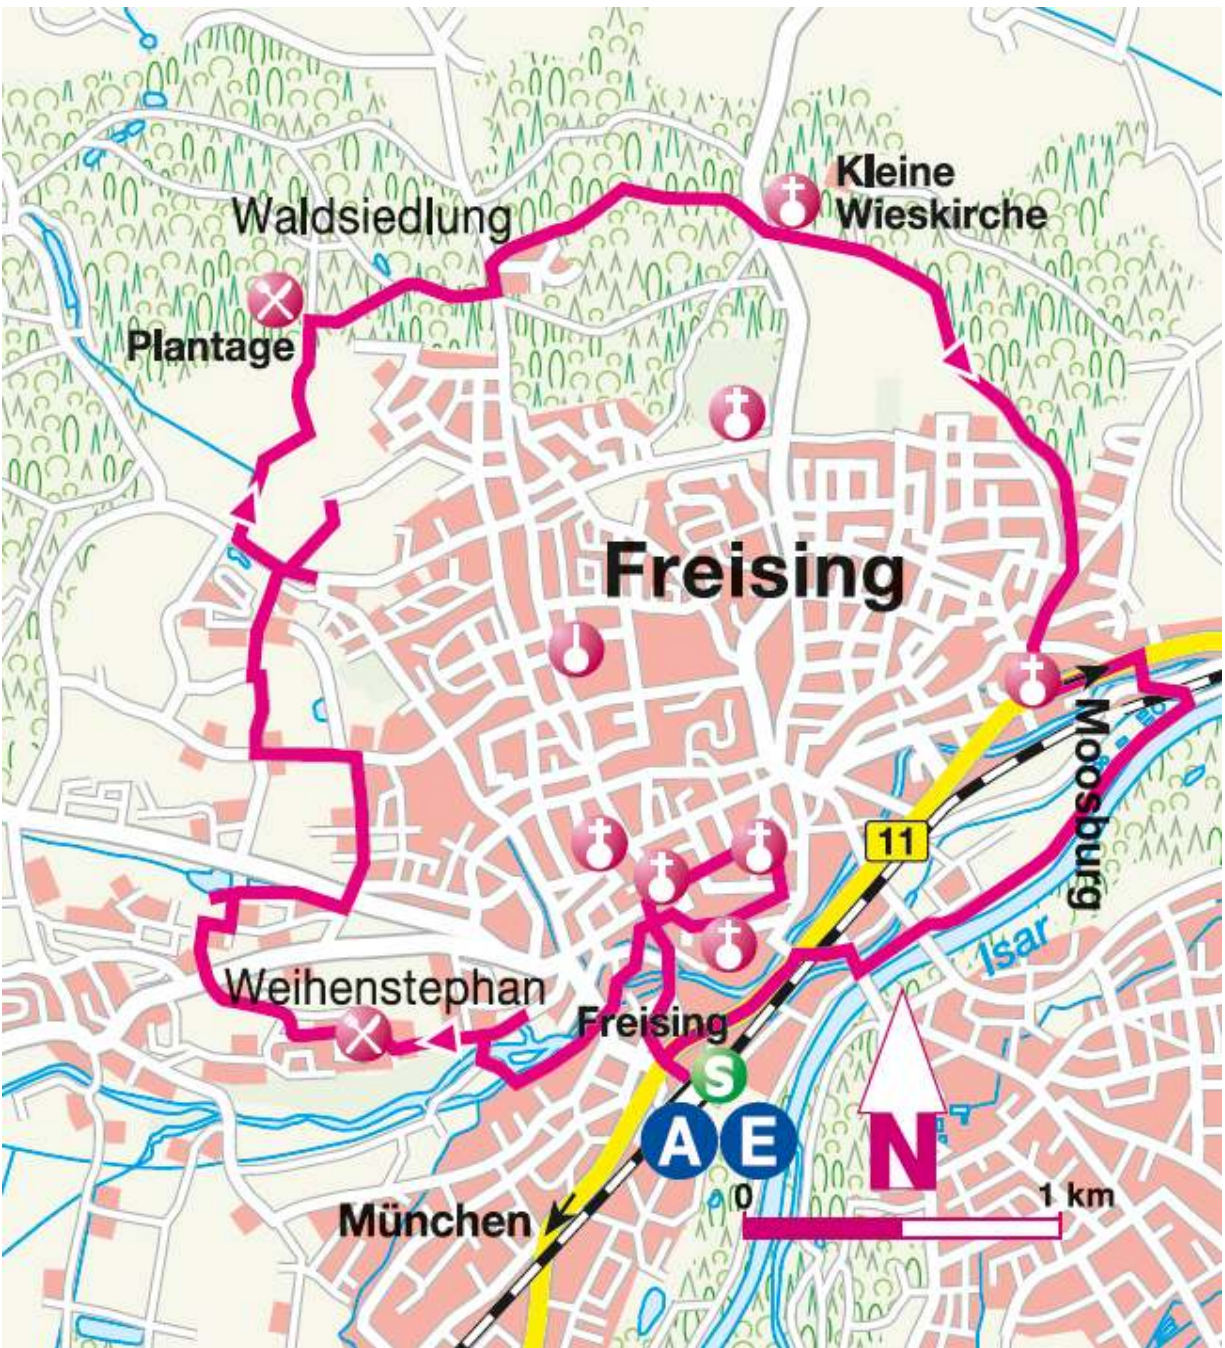 Kleine
Wieskirche
Waldsiedlung
Plantage
Freising
Moosburg
11
Isar
Weihenstephan
Freising
S
A E
N
München
0 1 km